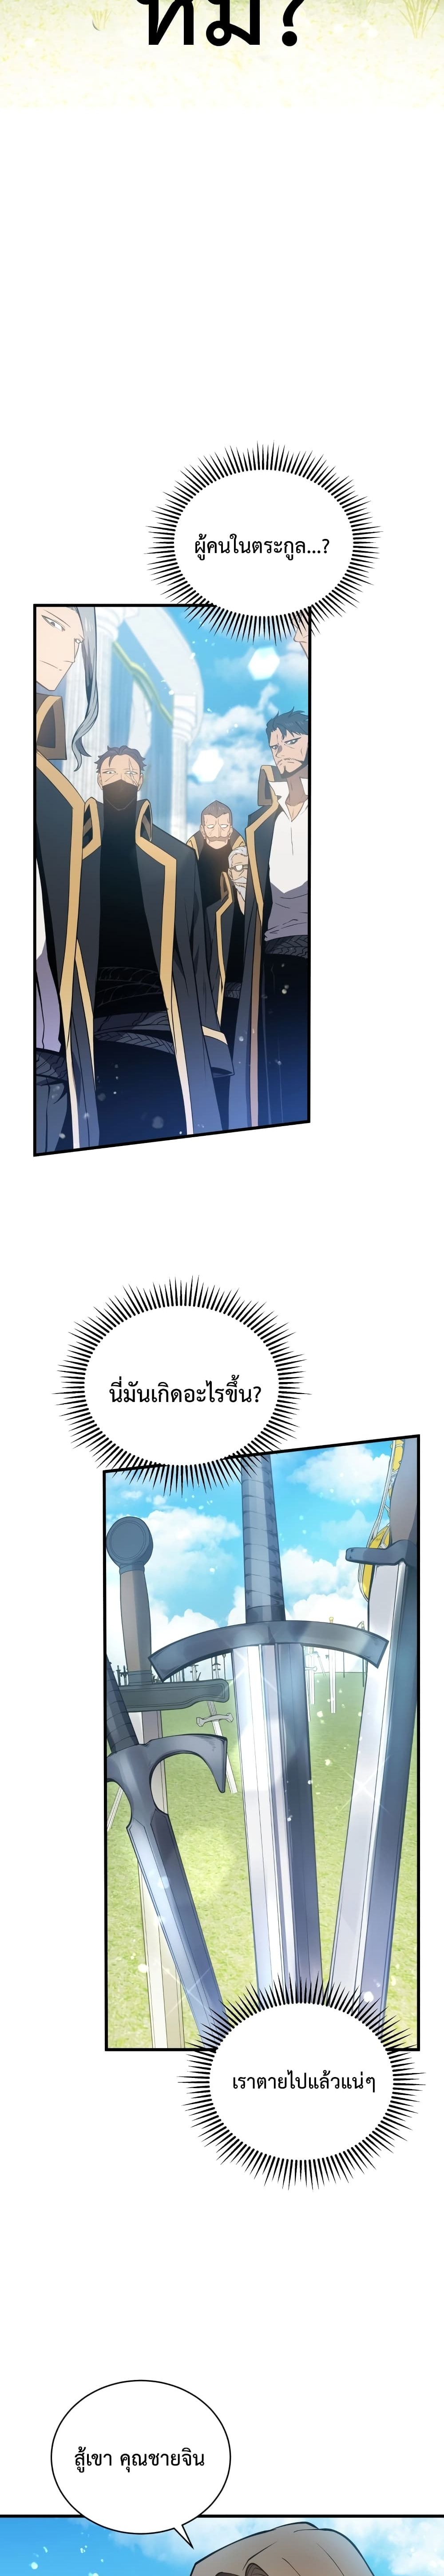 หืม?
ผู้คนในตระกูล...?
นี่มันเกิดอะไรขึ้น?
เราตายไปแล้วแน่ๆ
สู้เขา คุณชายจิน